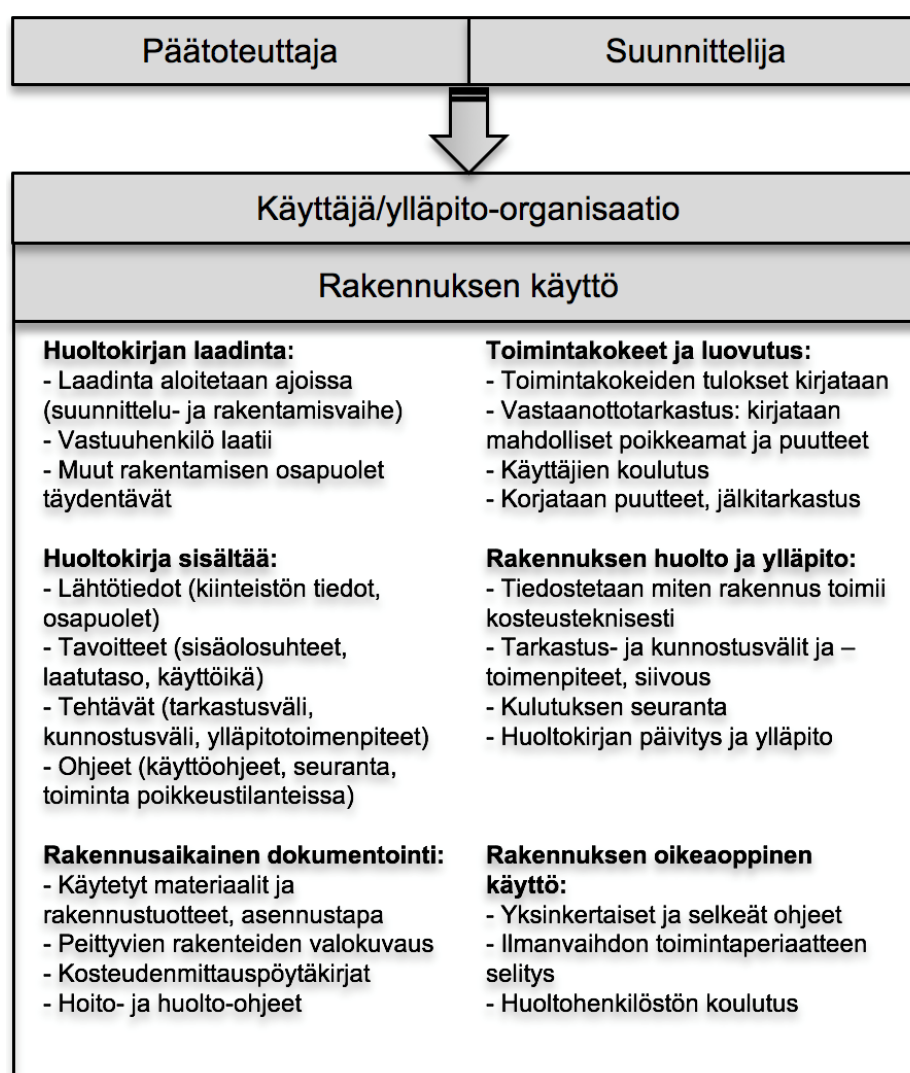 Päätoteuttaja
Suunnittelija
Käyttäjä/ylläpito-organisaatio
Rakennuksen käyttö
Huoltokirjan laadinta:
- Laadinta aloitetaan ajoissa
(suunnittelu- ja rakentamisvaihe)
- Vastuuhenkilö laatii
- Muut rakentamisen osapuolet
täydentävät
Huoltokirja sisältää:
- Lähtötiedot (kiinteistön tiedot,
osapuolet)
- Tavoitteet (sisäolosuhteet,
laatutaso, käyttöikä)
- Tehtävät (tarkastusväli,
kunnostusväli, ylläpitotoimenpiteet)
- Ohjeet (käyttöohjeet, seuranta,
toiminta poikkeustilanteissa)
Rakennusaikainen dokumentointi:
- Käytetyt materiaalit ja
rakennustuotteet, asennustapa
- Peittyvien rakenteiden valokuvaus
- Kosteudenmittauspöytäkirjat
- Hoito- ja huolto-ohjeet
Toimintakokeet ja luovutus:
- Toimintakokeiden tulokset kirjataan
- Vastaanottotarkastus: kirjataan
mahdolliset poikkeamat ja puutteet
- Käyttäjien koulutus
- Korjataan puutteet, jälkitarkastus
Rakennuksen huolto ja ylläpito:
- Tiedostetaan miten rakennus toimii
kosteusteknisesti
- Tarkastus- ja kunnostusvälit ja –
toimenpiteet, siivous
- Kulutuksen seuranta
- Huoltokirjan päivitys ja ylläpito
Rakennuksen oikeaoppinen
käyttö:
- Yksinkertaiset ja selkeät ohjeet
- Ilmanvaihdon toimintaperiaatteen
selitys
- Huoltohenkilöstön koulutus